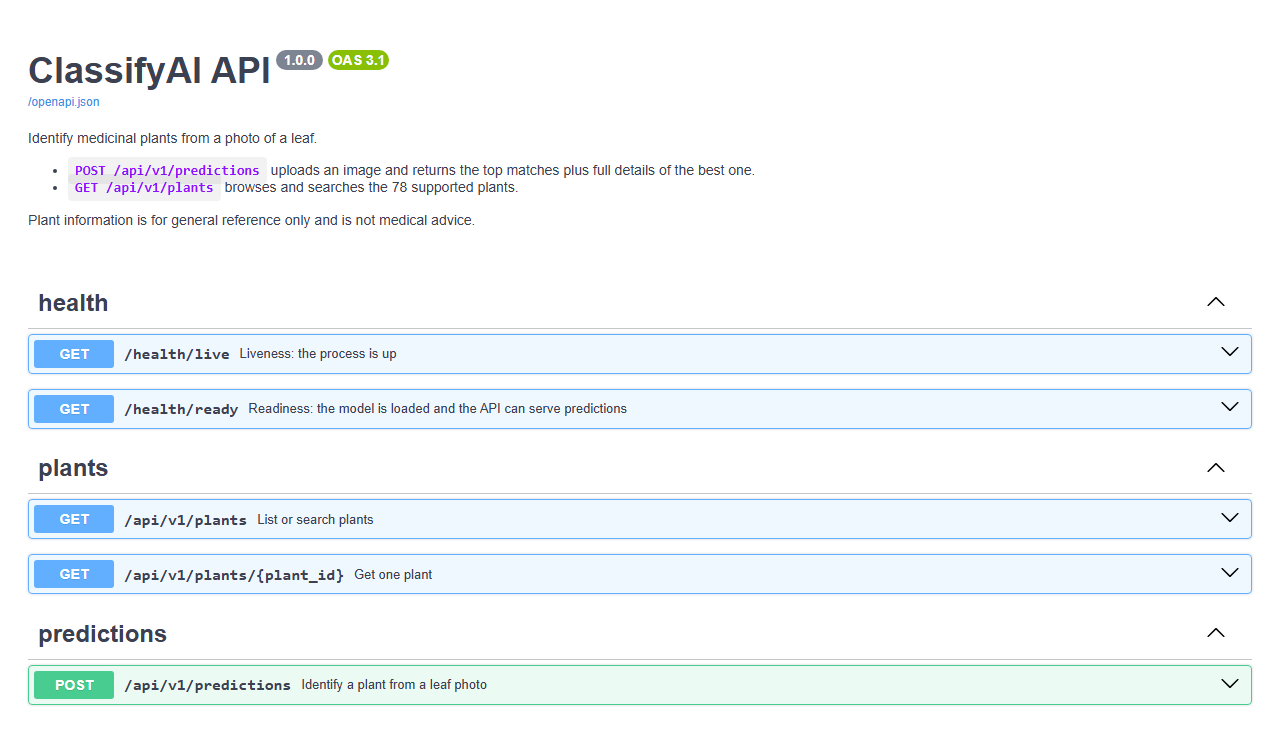 ClassifyAI API 1.0.0 OAS 3.1
/openapi.json
Identify medicinal plants from a photo of a leaf.
• POST /api/v1/predictions uploads an image and returns the top matches plus full details of the best one.
• GET /api/v1/plants browses and searches the 78 supported plants.
Plant information is for general reference only and is not medical advice.
health
GET /health/live Liveness: the process is up
GET /health/ready Readiness: the model is loaded and the API can serve predictions
plants
GET /api/v1/plants List or search plants
GET /api/v1/plants/{plant_id} Get one plant
predictions
POST /api/v1/predictions Identify a plant from a leaf photo